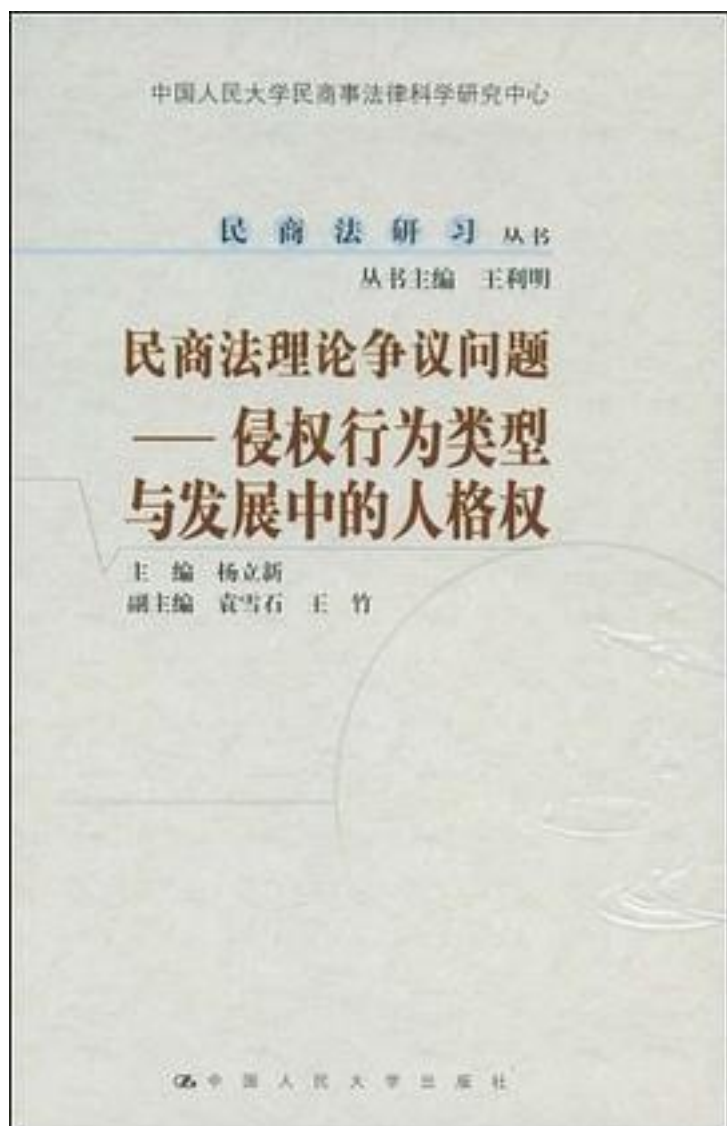 中国人民大学民商事法律科学研究中心
民商法研习丛书
丛书主编 王利明
民商法理论争议问题
——侵权行为类型
与发展中的人格权
主编 杨立新
副主编 袁雪石 王竹
中国人民大学出版社